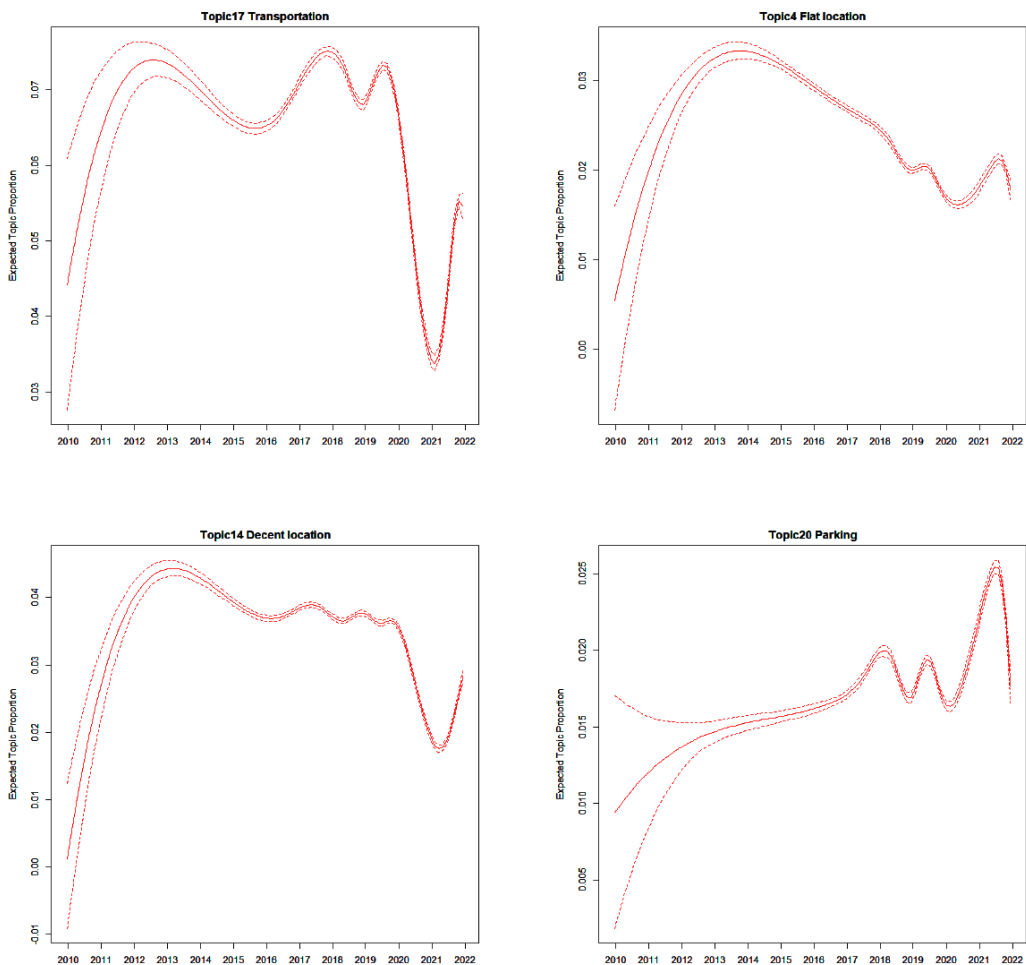 Topic17 Transportation
Expected Topic Proportion
0.07
0.06
0.05
0.04
0.03
2010 2011 2012 2013 2014 2015 2016 2017 2018 2019 2020 2021 2022
Topic4 Flat location
Expected Topic Proportion
0.03
0.02
0.01
0.00
2010 2011 2012 2013 2014 2015 2016 2017 2018 2019 2020 2021 2022
Topic14 Decent location
Expected Topic Proportion
0.04
0.03
0.02
0.01
0.00
-0.01
2010 2011 2012 2013 2014 2015 2016 2017 2018 2019 2020 2021 2022
Topic20 Parking
Expected Topic Proportion
0.025
0.020
0.015
0.010
0.005
2010 2011 2012 2013 2014 2015 2016 2017 2018 2019 2020 2021 2022